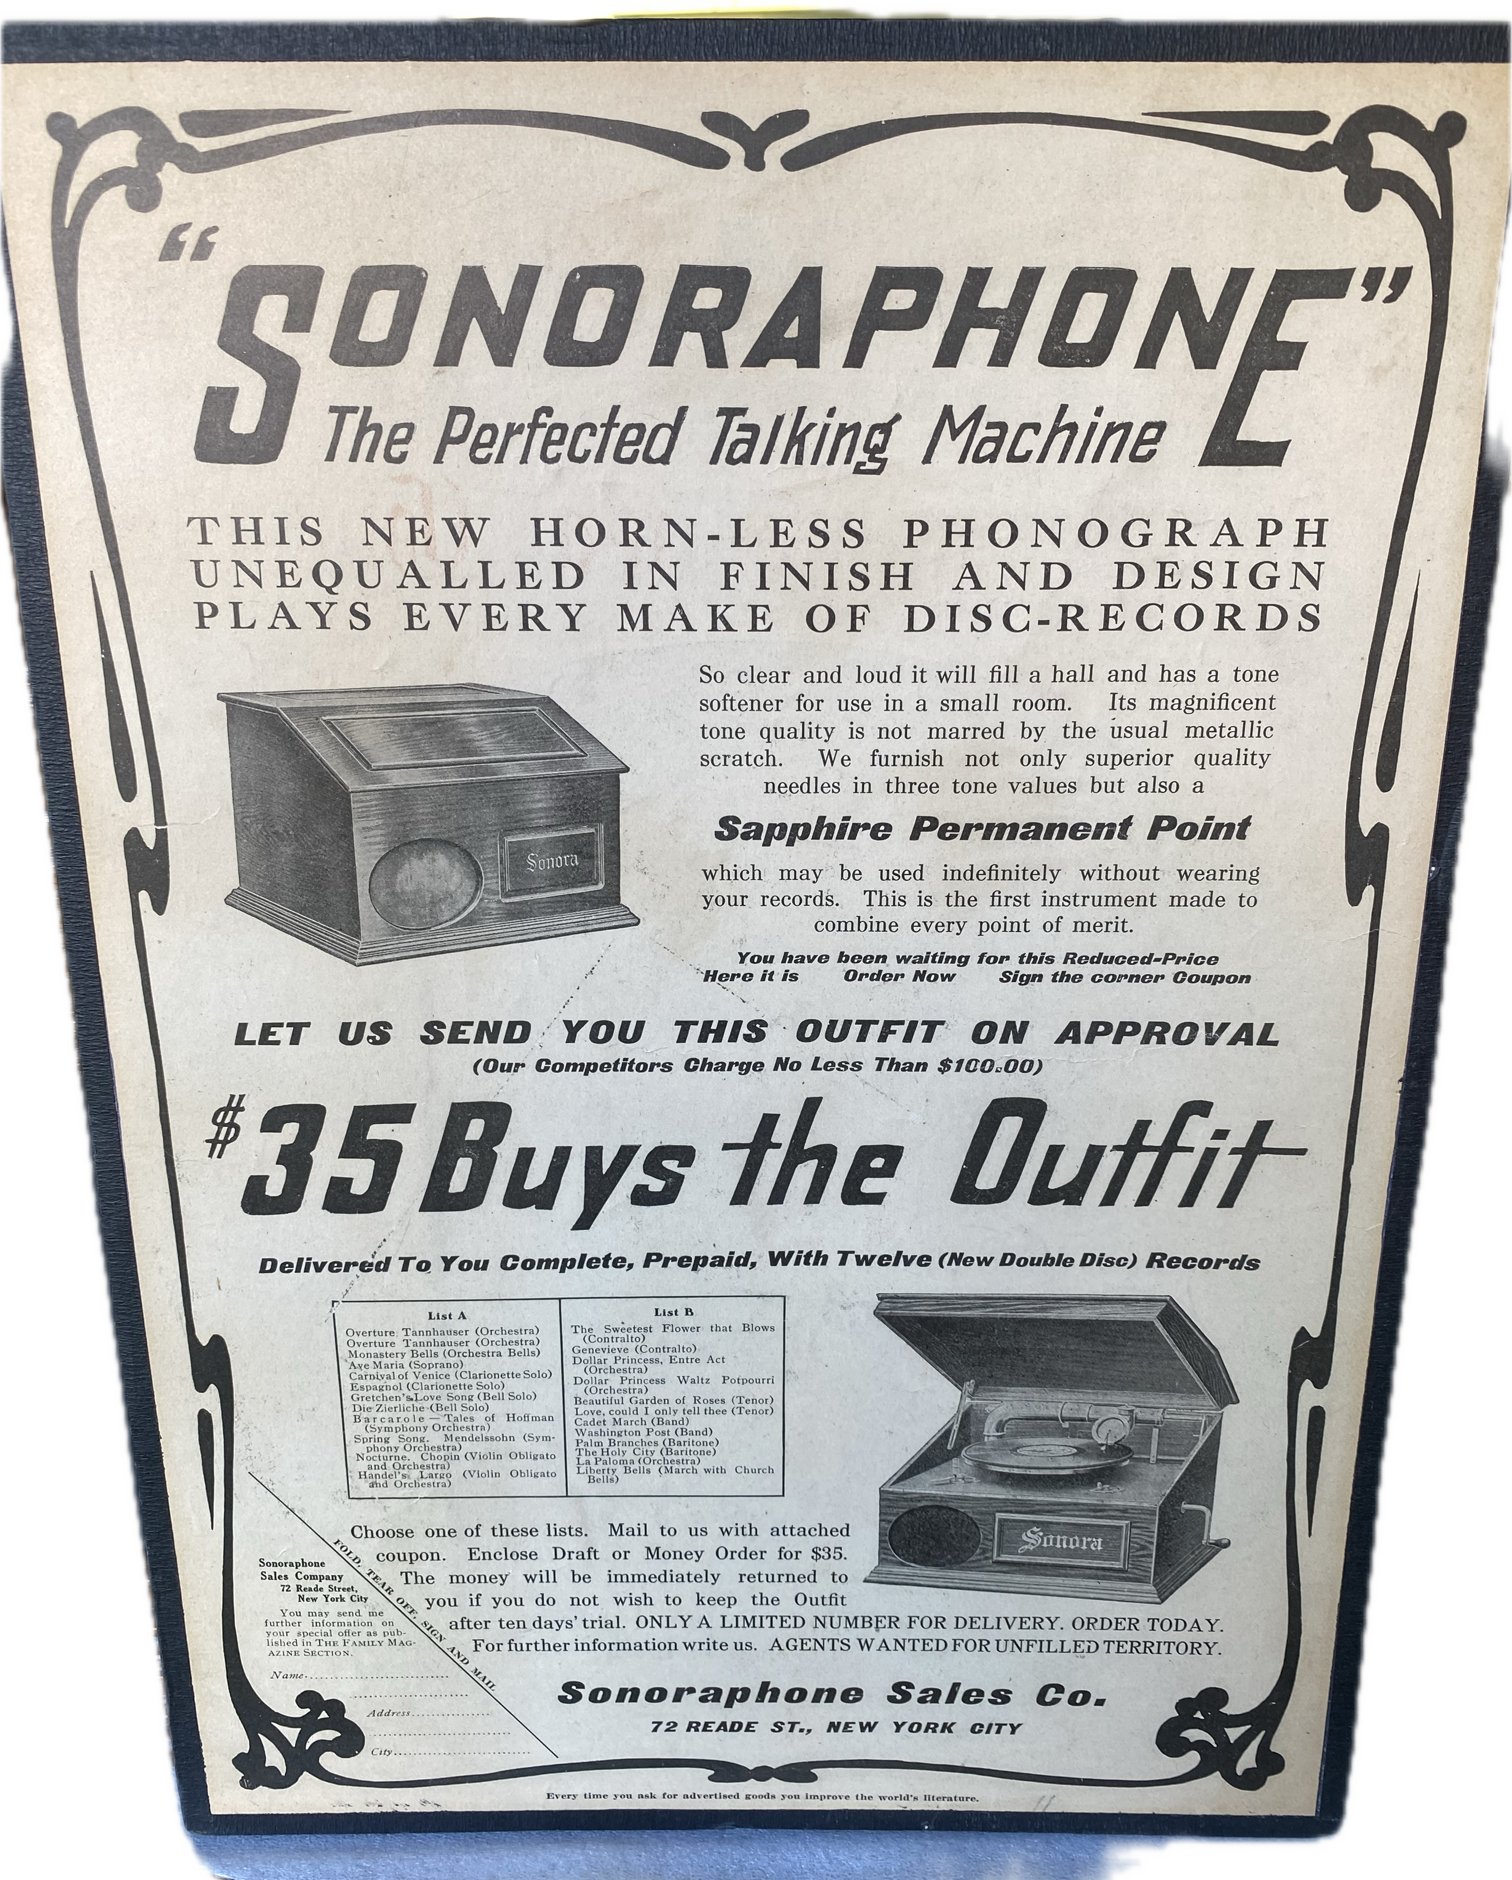 "SONORAPHONE"
The Perfected Talking Machine
THIS NEW HORN-LESS PHONOGRAPH
UNEQUALLED IN FINISH AND DESIGN
PLAYS EVERY MAKE OF DISC-RECORDS
So clear and loud it will fill a hall and has a tone
softener for use in a small room. Its magnificent
tone quality is not marred by the usual metallic
scratch. We furnish not only superior quality
needles in three tone values but also a
Sapphire Permanent Point
which may be used indefinitely without wearing
your records. This is the first instrument made to
combine every point of merit.
You have been waiting for this Reduced-Price
Here it is Order Now Sign the corner Coupon
Sonora
LET US SEND YOU THIS OUTFIT ON APPROVAL
(Our Competitors Charge No Less Than $100.00)
$35 Buys the Outfit
Delivered To You Complete, Prepaid, With Twelve (New Double Disc) Records
List A
Overture Tannhauser (Orchestra)
Overture Tannhauser (Orchestra)
Monastery Bells (Orchestra Bells)
Ave Maria (Soprano)
Carnival of Venice (Clarionette Solo)
Espagnol (Clarionette Solo)
Gretchen's Love Song (Bell Solo)
Die Zierliche (Bell Solo)
Barcarole — Tales of Hoffman
(Symphony Orchestra)
Spring Song. Mendelssohn (Sym-
phony Orchestra)
Nocturne. Chopin (Violin Obligato
and Orchestra)
Handel's Largo (Violin Obligato
and Orchestra)
List B
The Sweetest Flower that Blows
(Contralto)
Genevieve (Contralto)
Dollar Princess, Entre Act
(Orchestra)
Dollar Princess Waltz Potpourri
(Orchestra)
Beautiful Garden of Roses (Tenor)
Love, could I only tell thee (Tenor)
Cadet March (Band)
Washington Post (Band)
Palm Branches (Baritone)
The Holy City (Baritone)
La Paloma (Orchestra)
Liberty Bells (March with Church
Bells)
Sonora
Choose one of these lists. Mail to us with attached
coupon. Enclose Draft or Money Order for $35.
The money will be immediately returned to
you if you do not wish to keep the Outfit
after ten days' trial. ONLY A LIMITED NUMBER FOR DELIVERY. ORDER TODAY.
For further information write us. AGENTS WANTED FOR UNFILLED TERRITORY.
FOLD, TEAR OFF, SIGN AND MAIL
Sonoraphone
Sales Company
72 Reade Street,
New York City
You may send me
further information on
your special offer as pub-
lished in THE FAMILY MAG-
AZINE SECTION.
Name
Address
City
Sonoraphone Sales Co.
72 READE ST., NEW YORK CITY
Every time you ask for advertised goods you improve the world's literature.